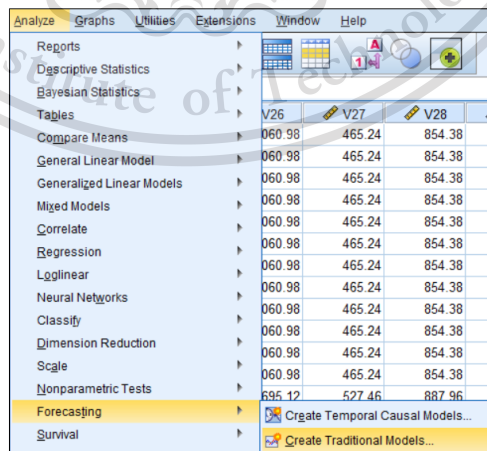 Analyze Graphs Utilities Extensions Window Help
Reports
Descriptive Statistics
Bayesian Statistics
Tables
Compare Means
General Linear Model
Generalized Linear Models
Mixed Models
Correlate
Regression
Loglinear
Neural Networks
Classify
Dimension Reduction
Scale
Nonparametric Tests
Forecasting
Survival
Create Temporal Causal Models...
Create Traditional Models...
A
1
V26 V27 V28
060.98 465.24 854.38
060.98 465.24 854.38
060.98 465.24 854.38
060.98 465.24 854.38
060.98 465.24 854.38
060.98 465.24 854.38
060.98 465.24 854.38
060.98 465.24 854.38
060.98 465.24 854.38
060.98 465.24 854.38
060.98 465.24 854.38
060.98 465.24 854.38
695.12 527.46 887.96
stitute of Technolo